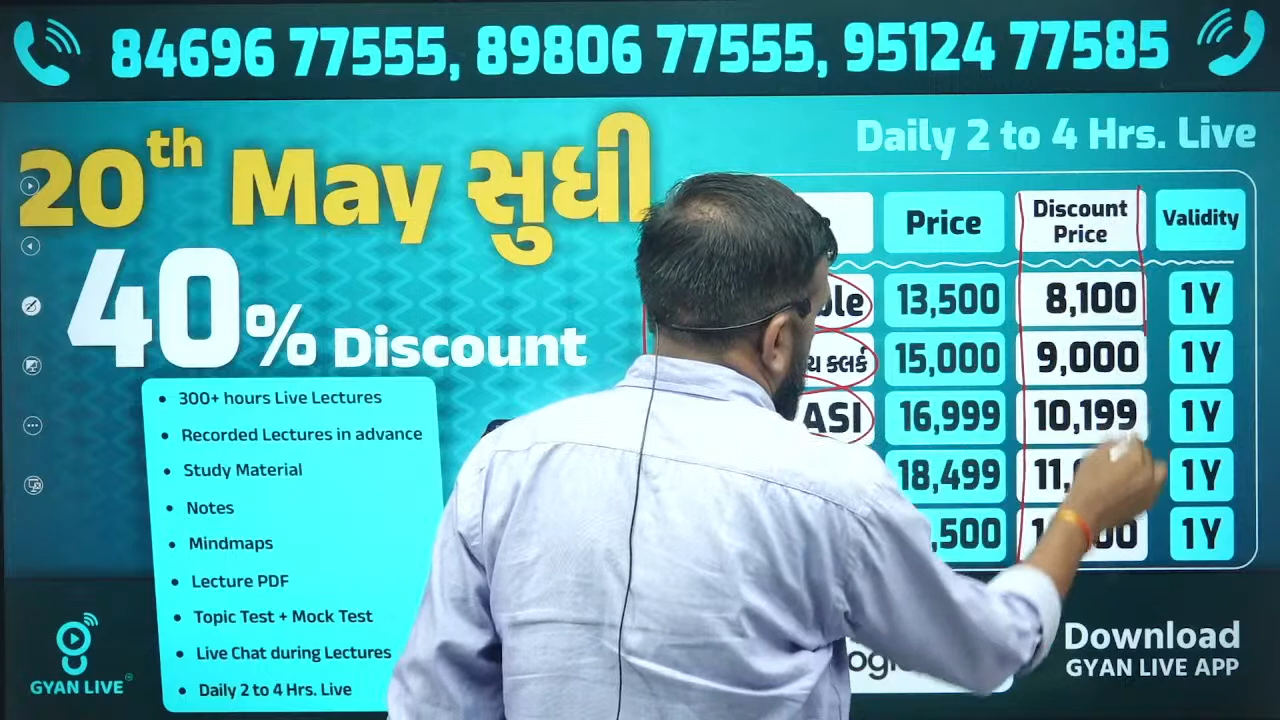 84696 77555, 89806 77555, 95124 77585
20th May સુધી
40% Discount
300+ hours Live Lectures
Recorded Lectures in advance
Study Material
Notes
Mindmaps
Lecture PDF
Topic Test + Mock Test
Live Chat during Lectures
Daily 2 to 4 Hrs. Live
GYAN LIVE
Daily 2 to 4 Hrs. Live
Price Discount Price Validity
13,500 8,100 1Y
ક્લર્ક 15,000 9,000 1Y
ASI 16,999 10,199 1Y
18,499 1Y
1Y
Download
GYAN LIVE APP